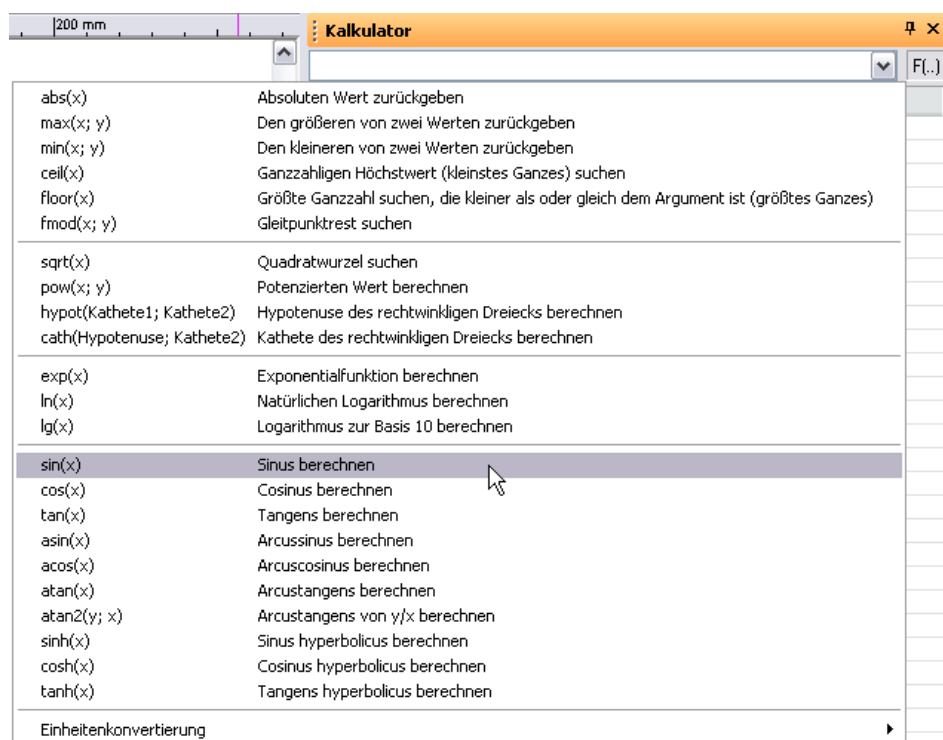 200 mm
Kalkulator
F(..)
abs(x) Absoluten Wert zurückgeben
max(x; y) Den größeren von zwei Werten zurückgeben
min(x; y) Den kleineren von zwei Werten zurückgeben
ceil(x) Ganzzahligen Höchstwert (kleinstes Ganzes) suchen
floor(x) Größte Ganzzahl suchen, die kleiner als oder gleich dem Argument ist (größtes Ganzes)
fmod(x; y) Gleitpunktrest suchen
sqrt(x) Quadratwurzel suchen
pow(x; y) Potenzierten Wert berechnen
hypot(Kathete1; Kathete2) Hypotenuse des rechtwinkligen Dreiecks berechnen
cath(Hypotenuse; Kathete2) Kathete des rechtwinkligen Dreiecks berechnen
exp(x) Exponentialfunktion berechnen
ln(x) Natürlichen Logarithmus berechnen
lg(x) Logarithmus zur Basis 10 berechnen
sin(x) Sinus berechnen
cos(x) Cosinus berechnen
tan(x) Tangens berechnen
asin(x) Arcussinus berechnen
acos(x) Arcuscosinus berechnen
atan(x) Arcustangens berechnen
atan2(y; x) Arcustangens von y/x berechnen
sinh(x) Sinus hyperbolicus berechnen
cosh(x) Cosinus hyperbolicus berechnen
tanh(x) Tangens hyperbolicus berechnen
Einheitenkonvertierung